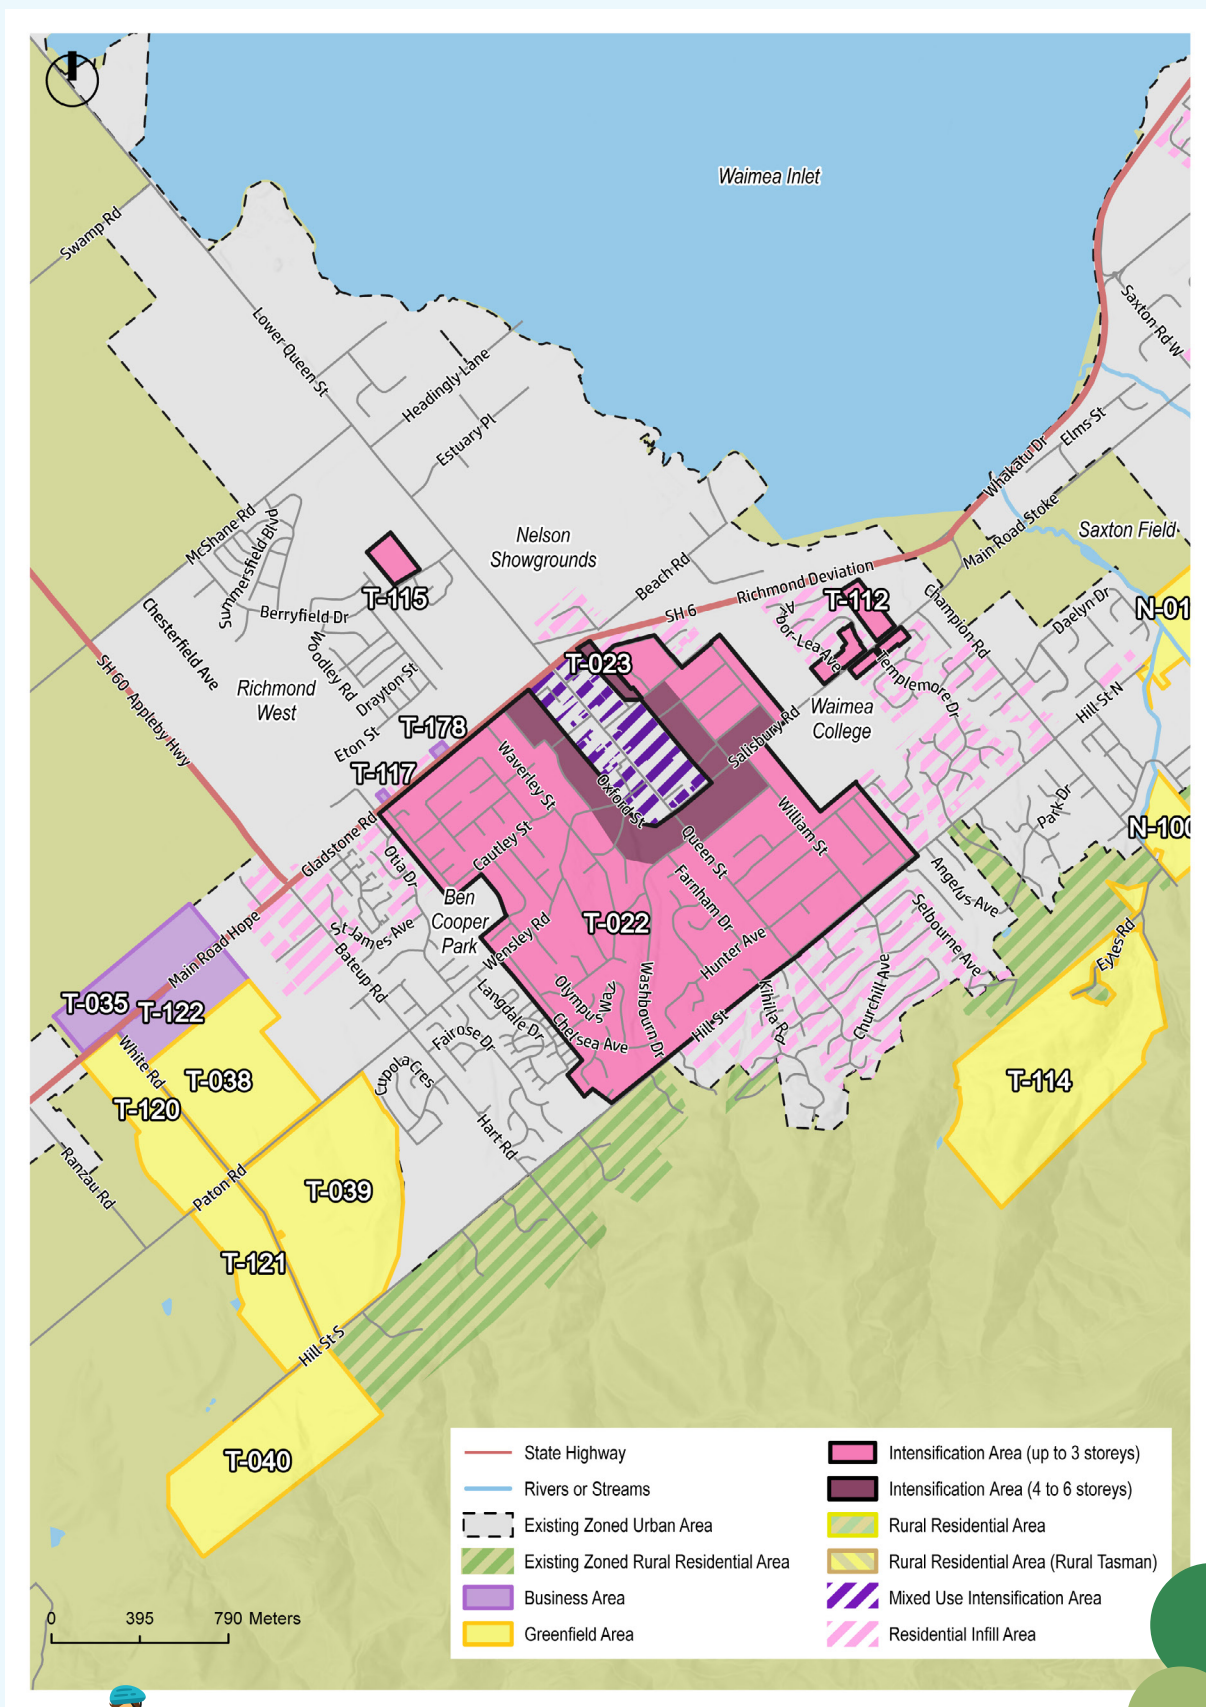 Waimea Inlet
Swamp Rd
Saxton Rd W
Lower Queen St
Headingly Lane
Estuary Pl
Elms St
Whakatu Dr
Main Road Stoke
Saxton Field
McShane Rd
Summersfield Blvd
Nelson
Showgrounds
Beach Rd
Richmond Deviation
SH 6
T-115
Berryfield Dr
T-112
Champion Rd
Daelyn Dr
N-01
Chesterfield Ave
Woodley Rd
Arbor-Lea Ave
T-023
Templemore Dr
SH 60 Appleby Hwy
Richmond
West
Drayton St
Waimea
College
Hill St N
Eton St
T-178
Salisbury Rd
T-117
Waverley St
Oxford St
William St
Park Dr
N-100
Gladstone Rd
Cautley St
Queen St
Otia Dr
Farnham Dr
Angelus Ave
Ben
Cooper
Park
T-022
Selbourne Ave
St James Ave
Wensley Rd
Hunter Ave
Main Road Hope
Bateup Rd
Eyles Rd
T-035
T-122
Langdale Dr
Olympus Way
Washbourn Dr
Kihilla Rd
Churchill Ave
Hill St
Chelsea Ave
Fairose Dr
White Rd
T-038
Cupola Cres
T-114
T-120
Hart Rd
Ranzau Rd
Paton Rd
T-039
T-121
Hill St S
T-040
State Highway
Rivers or Streams
Existing Zoned Urban Area
Existing Zoned Rural Residential Area
Business Area
Greenfield Area
Intensification Area (up to 3 storeys)
Intensification Area (4 to 6 storeys)
Rural Residential Area
Rural Residential Area (Rural Tasman)
Mixed Use Intensification Area
Residential Infill Area
0 395 790 Meters